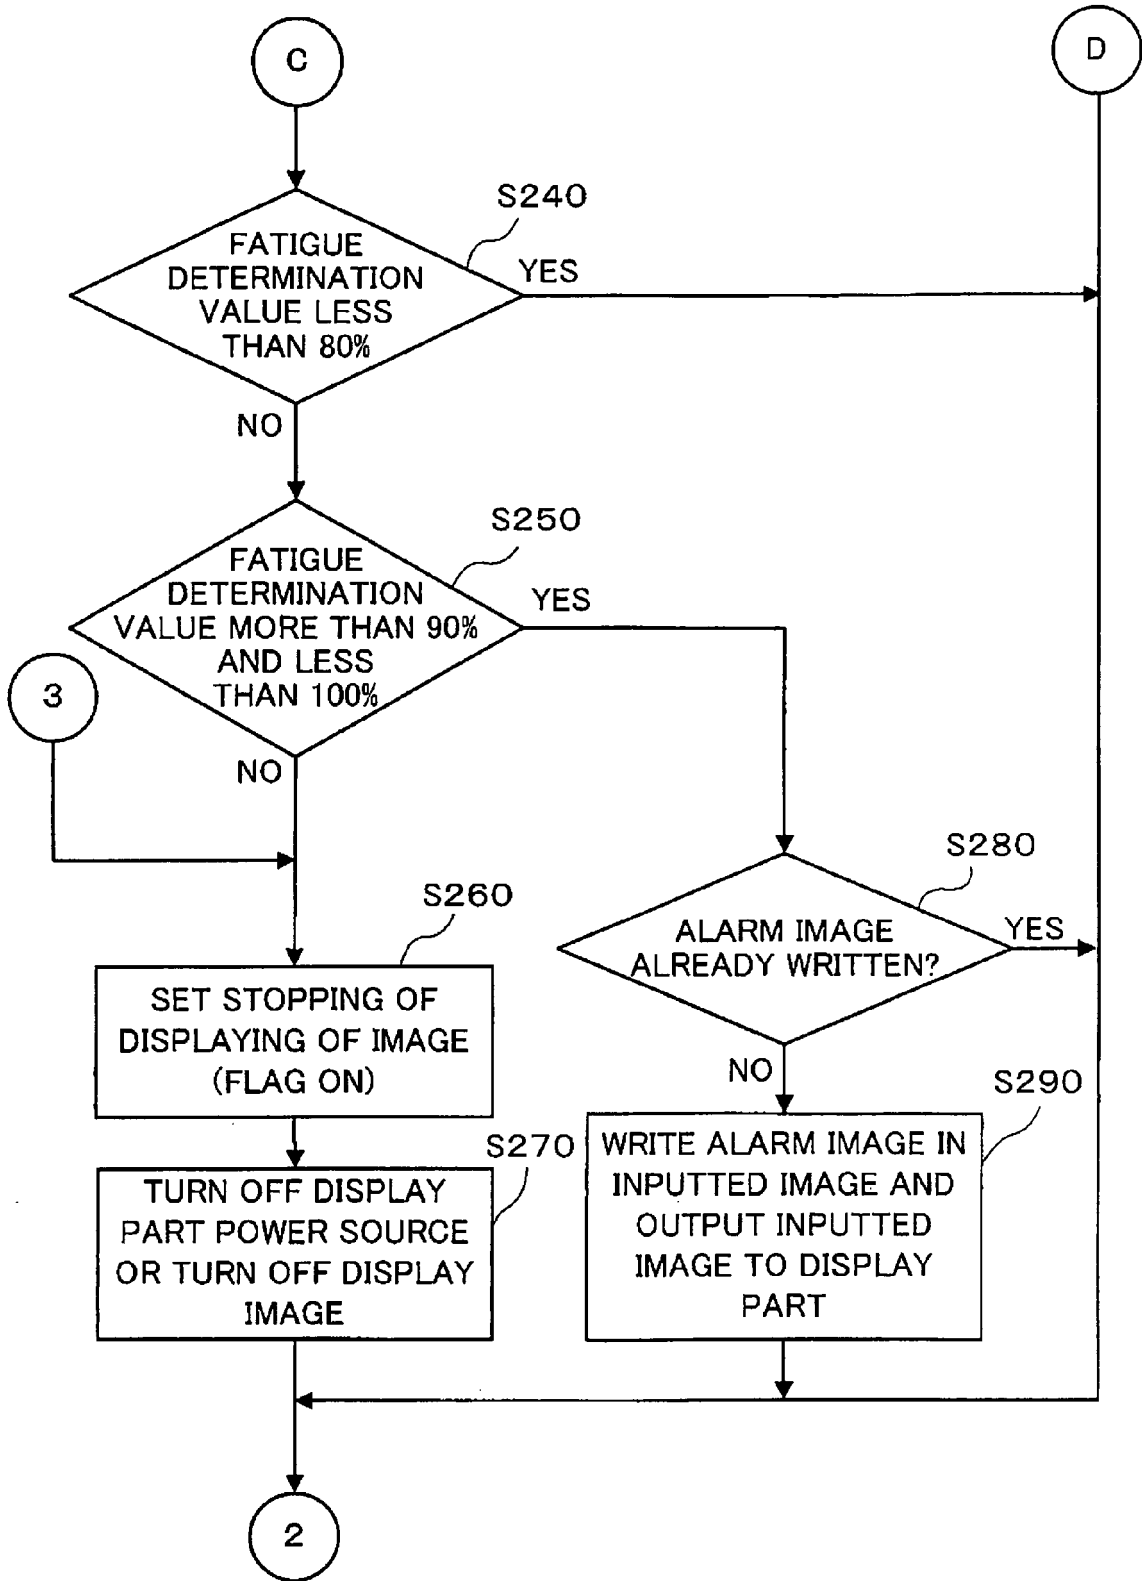 C
D
S240
FATIGUE
DETERMINATION
VALUE LESS
THAN 80%
YES
NO
S250
FATIGUE
DETERMINATION
VALUE MORE THAN 90%
AND LESS
THAN 100%
YES
3
NO
S280
ALARM IMAGE
ALREADY WRITTEN?
YES
NO
S260
SET STOPPING OF
DISPLAYING OF IMAGE
(FLAG ON)
S270
TURN OFF DISPLAY
PART POWER SOURCE
OR TURN OFF DISPLAY
IMAGE
S290
WRITE ALARM IMAGE IN
INPUTTED IMAGE AND
OUTPUT INPUTTED
IMAGE TO DISPLAY
PART
2